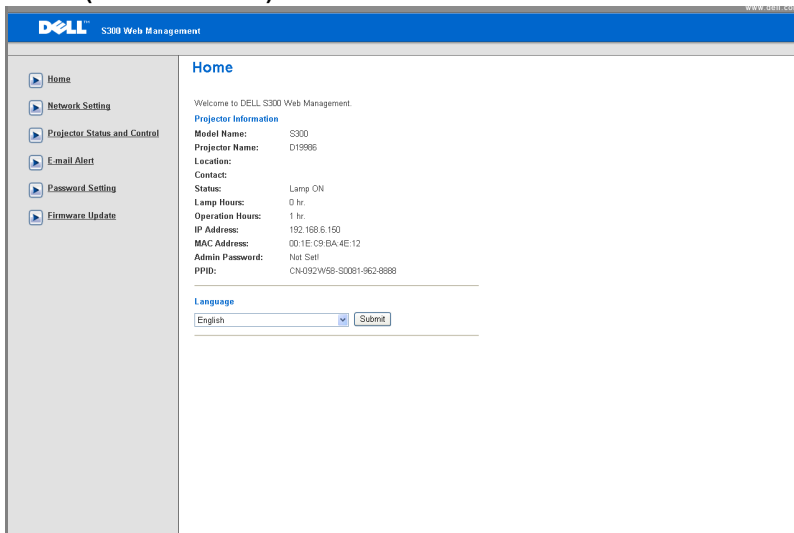 www.dell.co
DELL™ S300 Web Management
Home
Network Setting
Projector Status and Control
E-mail Alert
Password Setting
Firmware Update
Home
Welcome to DELL S300 Web Management.
Projector Information
Model Name: S300
Projector Name: D19986
Location:
Contact:
Status: Lamp ON
Lamp Hours: 0 hr.
Operation Hours: 1 hr.
IP Address: 192.168.6.150
MAC Address: 00:1E:C9:BA:4E:12
Admin Password: Not Set!
PPID: CN-092W58-S0081-962-8888
Language
English Submit